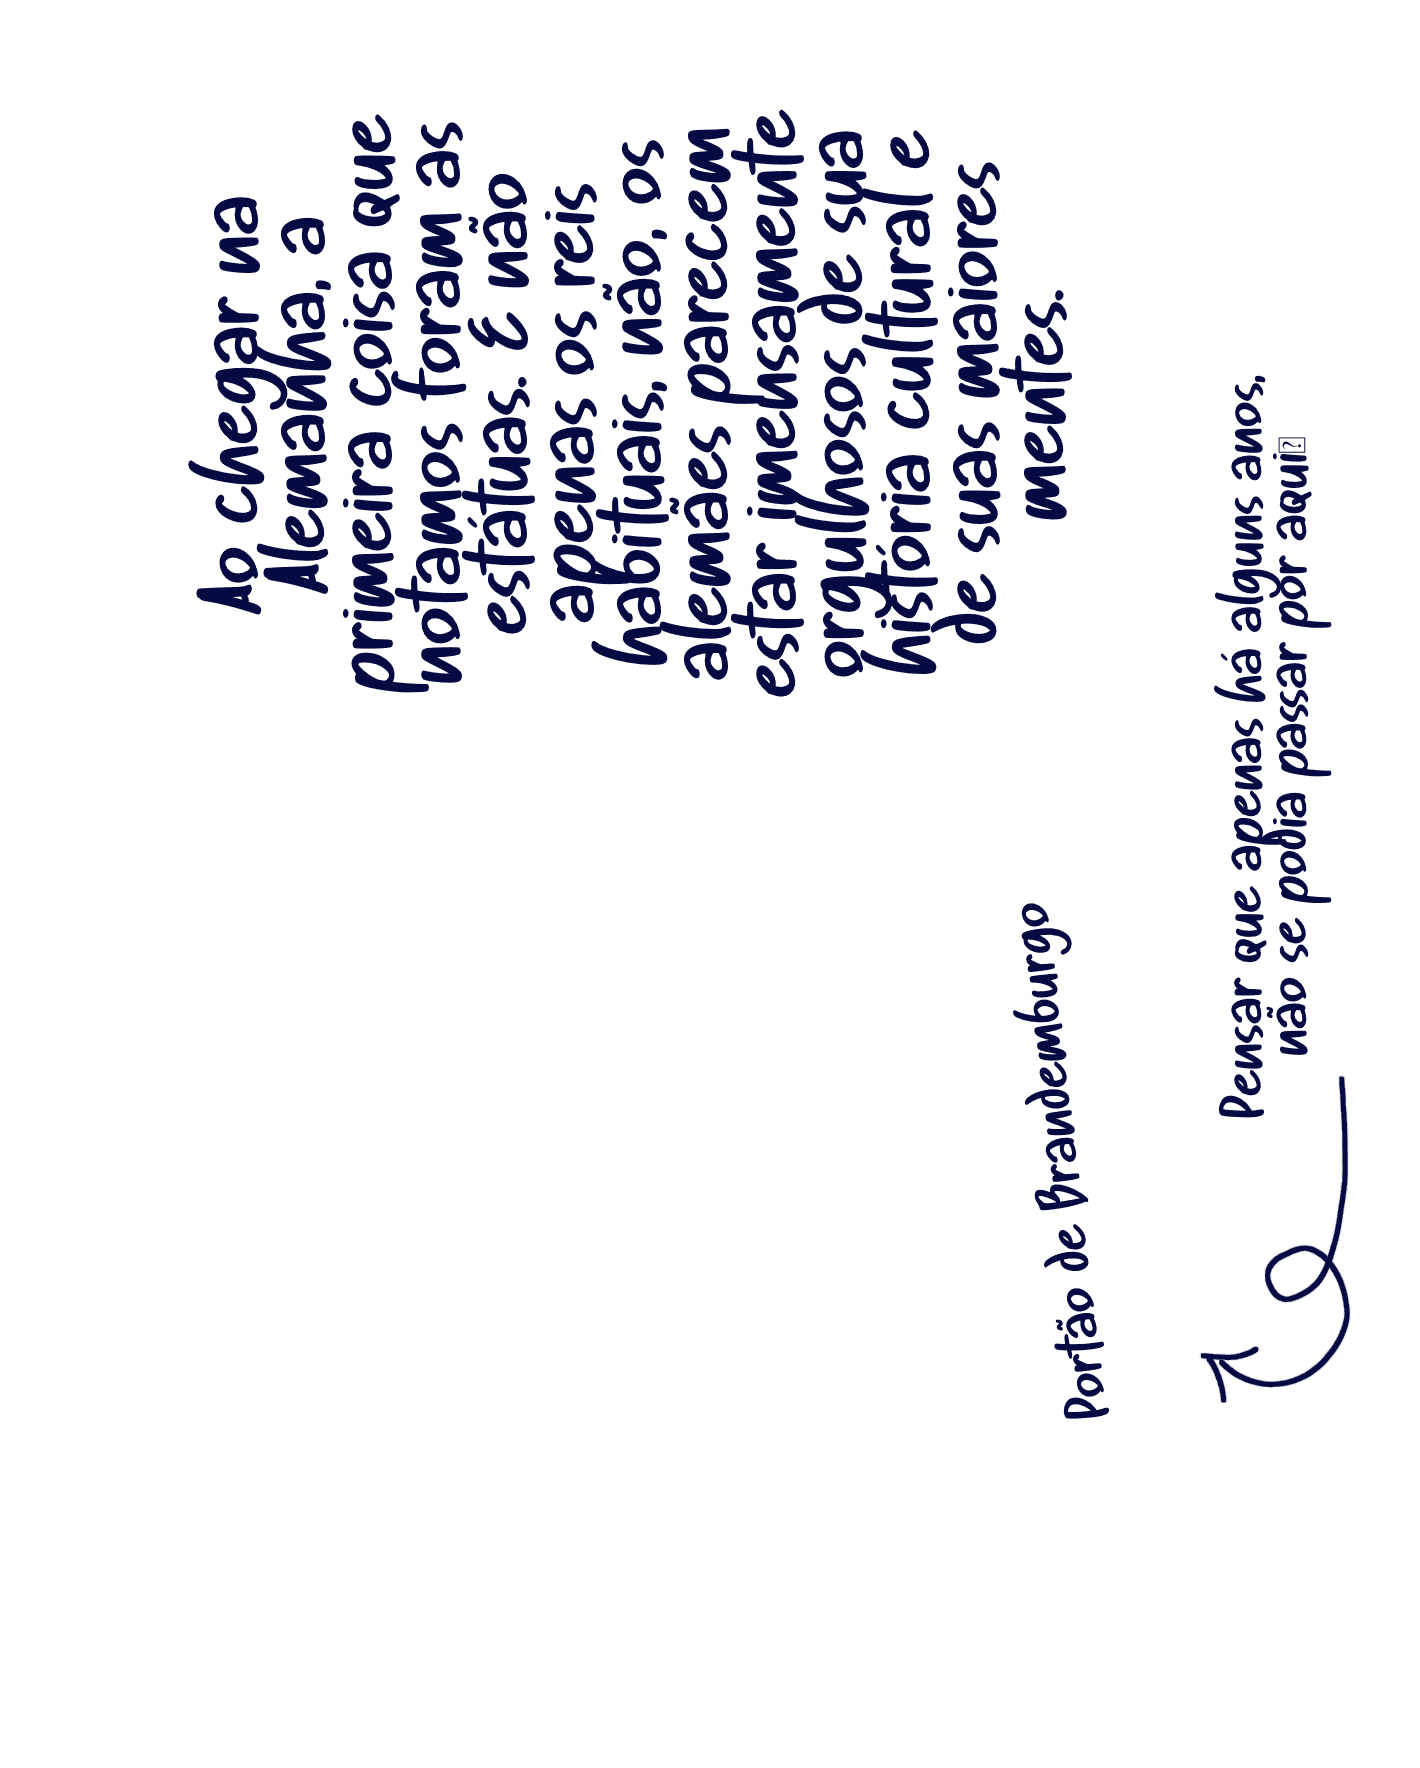 Ao chegar na
Alemanha, a
primeira coisa que
notamos foram as
estátuas. E não
apenas os reis
habituais, não, os
alemães parecem
estar imensamente
orgulhosos de sua
história cultural e
de suas maiores
mentes.
Portão de Brandemburgo
Pensar que apenas há alguns anos,
não se podia passar por aqui